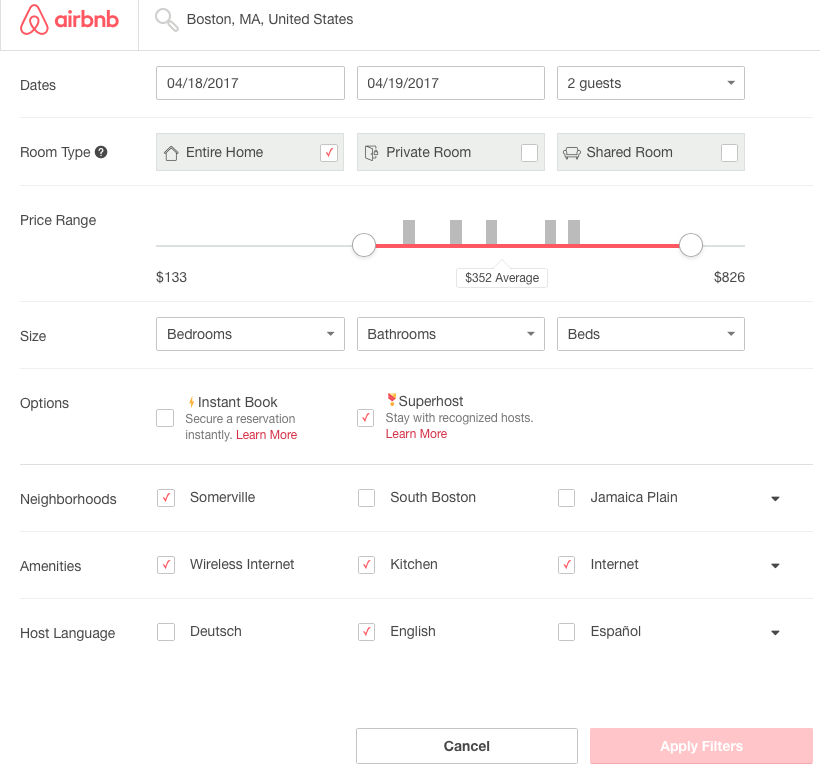 airbnb
Boston, MA, United States
Dates
04/18/2017
04/19/2017
2 guests
Room Type ?
Entire Home
Private Room
Shared Room
Price Range
$133
$352 Average
$826
Size
Bedrooms
Bathrooms
Beds
Options
Instant Book
Secure a reservation
instantly. Learn More
Superhost
Stay with recognized hosts.
Learn More
Neighborhoods
Somerville
South Boston
Jamaica Plain
Amenities
Wireless Internet
Kitchen
Internet
Host Language
Deutsch
English
Español
Cancel
Apply Filters